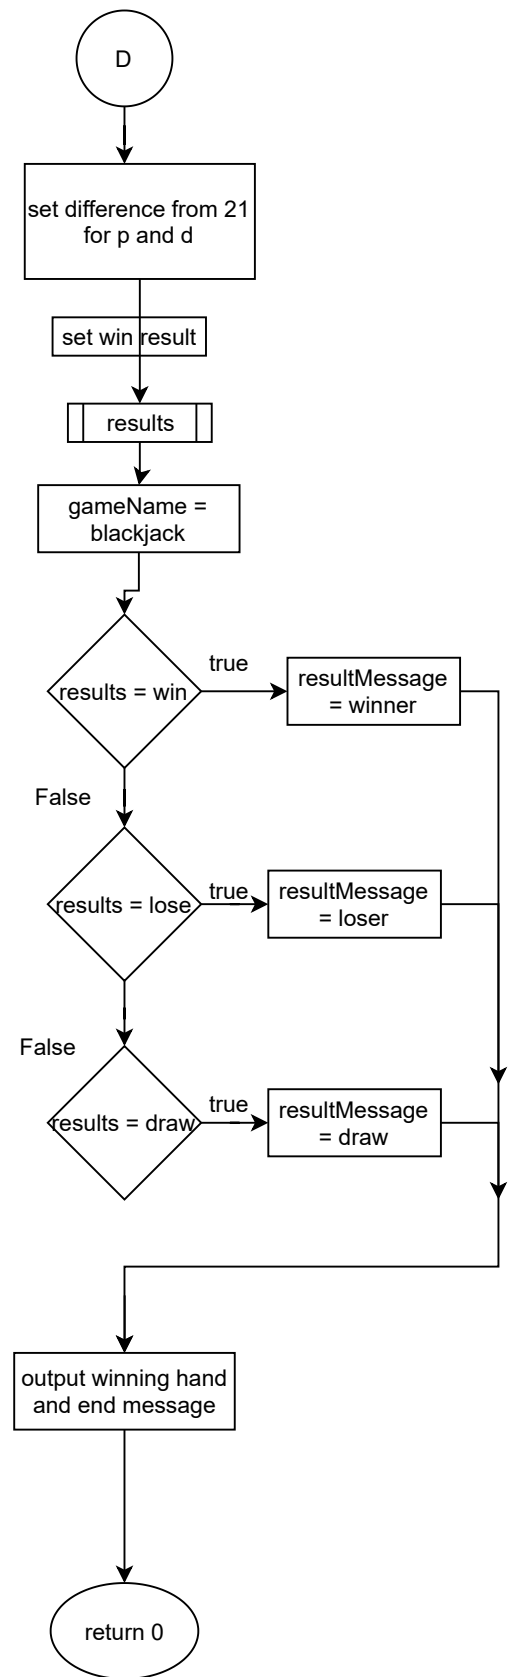 D
set difference from 21
for p and d
set win result
results
gameName =
blackjack
results = win
true
resultMessage
= winner
False
results = lose
true
resultMessage
= loser
False
results = draw
true
resultMessage
= draw
output winning hand
and end message
return 0